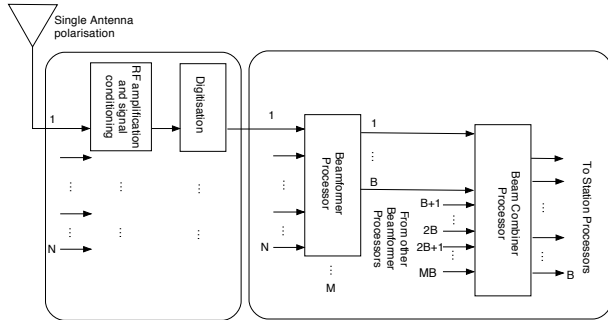 Single Antenna
polarisation
1
N
RF amplification
and signal
conditioning
Digitisation
1
N
Beamformer
Processor
M
1
B
From other
Beamformer
Processors
B+1
2B
2B+1
MB
Beam Combiner
Processor
B
To Station Processors